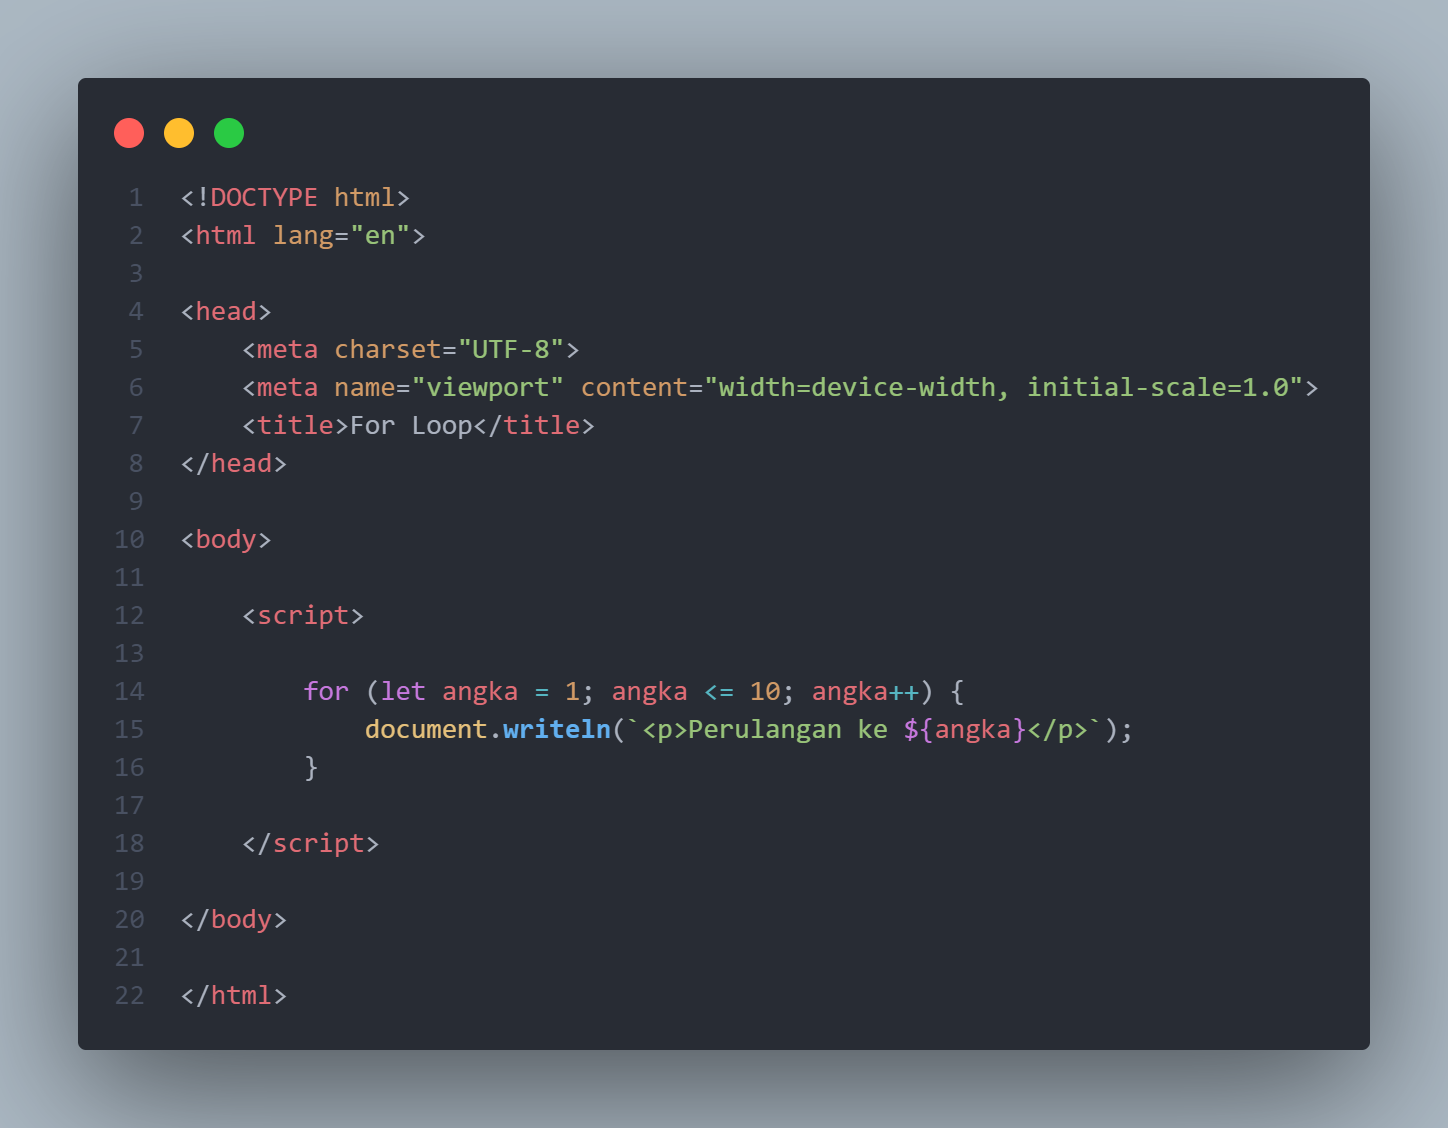 1 <!DOCTYPE html>
2 <html lang="en">
3
4 <head>
5     <meta charset="UTF-8">
6     <meta name="viewport" content="width=device-width, initial-scale=1.0">
7     <title>For Loop</title>
8 </head>
9
10 <body>
11
12     <script>
13
14         for (let angka = 1; angka <= 10; angka++) {
15             document.writeln(`<p>Perulangan ke ${angka}</p>`);
16         }
17
18     </script>
19
20 </body>
21
22 </html>